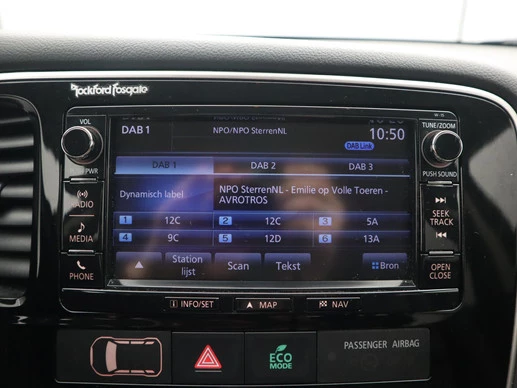 Rockford Fosgate
VOL
PWR
RADIO
MEDIA
PHONE
DAB 1
NPO/NPO SterrenNL
10:50
DAB Link
DAB 1 DAB 2 DAB 3
Dynamisch label
NPO SterrenNL - Emilie op Volle Toeren -
AVROTROS
1 12C 2 12C 3 5A
4 9C 5 12D 6 13A
Station
lijst
Scan
Tekst
Bron
TUNE/ZOOM
PUSH SOUND
SEEK
TRACK
OPEN
CLOSE
i INFO/SET
MAP
NAV
ECO
MODE
PASSENGER AIRBAG